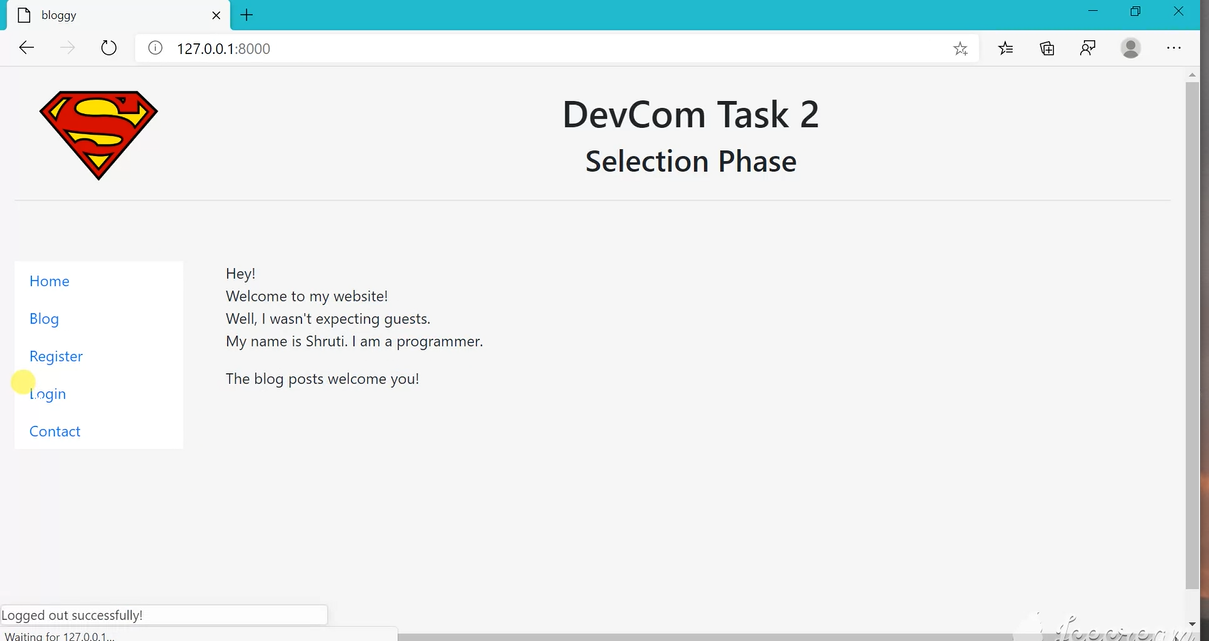 bloggy
127.0.0.1:8000
DevCom Task 2
Selection Phase
Home
Blog
Register
Login
Contact
Hey!
Welcome to my website!
Well, I wasn't expecting guests.
My name is Shruti. I am a programmer.
The blog posts welcome you!
Logged out successfully!
Waiting for 127.0.0.1...